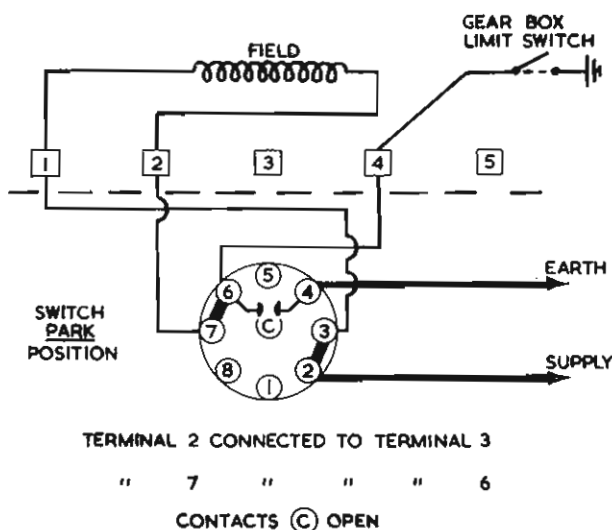 GEAR BOX
LIMIT SWITCH
FIELD
1 2 3 4 5
EARTH
5
6 4
C
SWITCH
PARK
POSITION
7 3
8 2
1
SUPPLY
TERMINAL 2 CONNECTED TO TERMINAL 3
" 7 " " " 6
CONTACTS Ⓒ OPEN